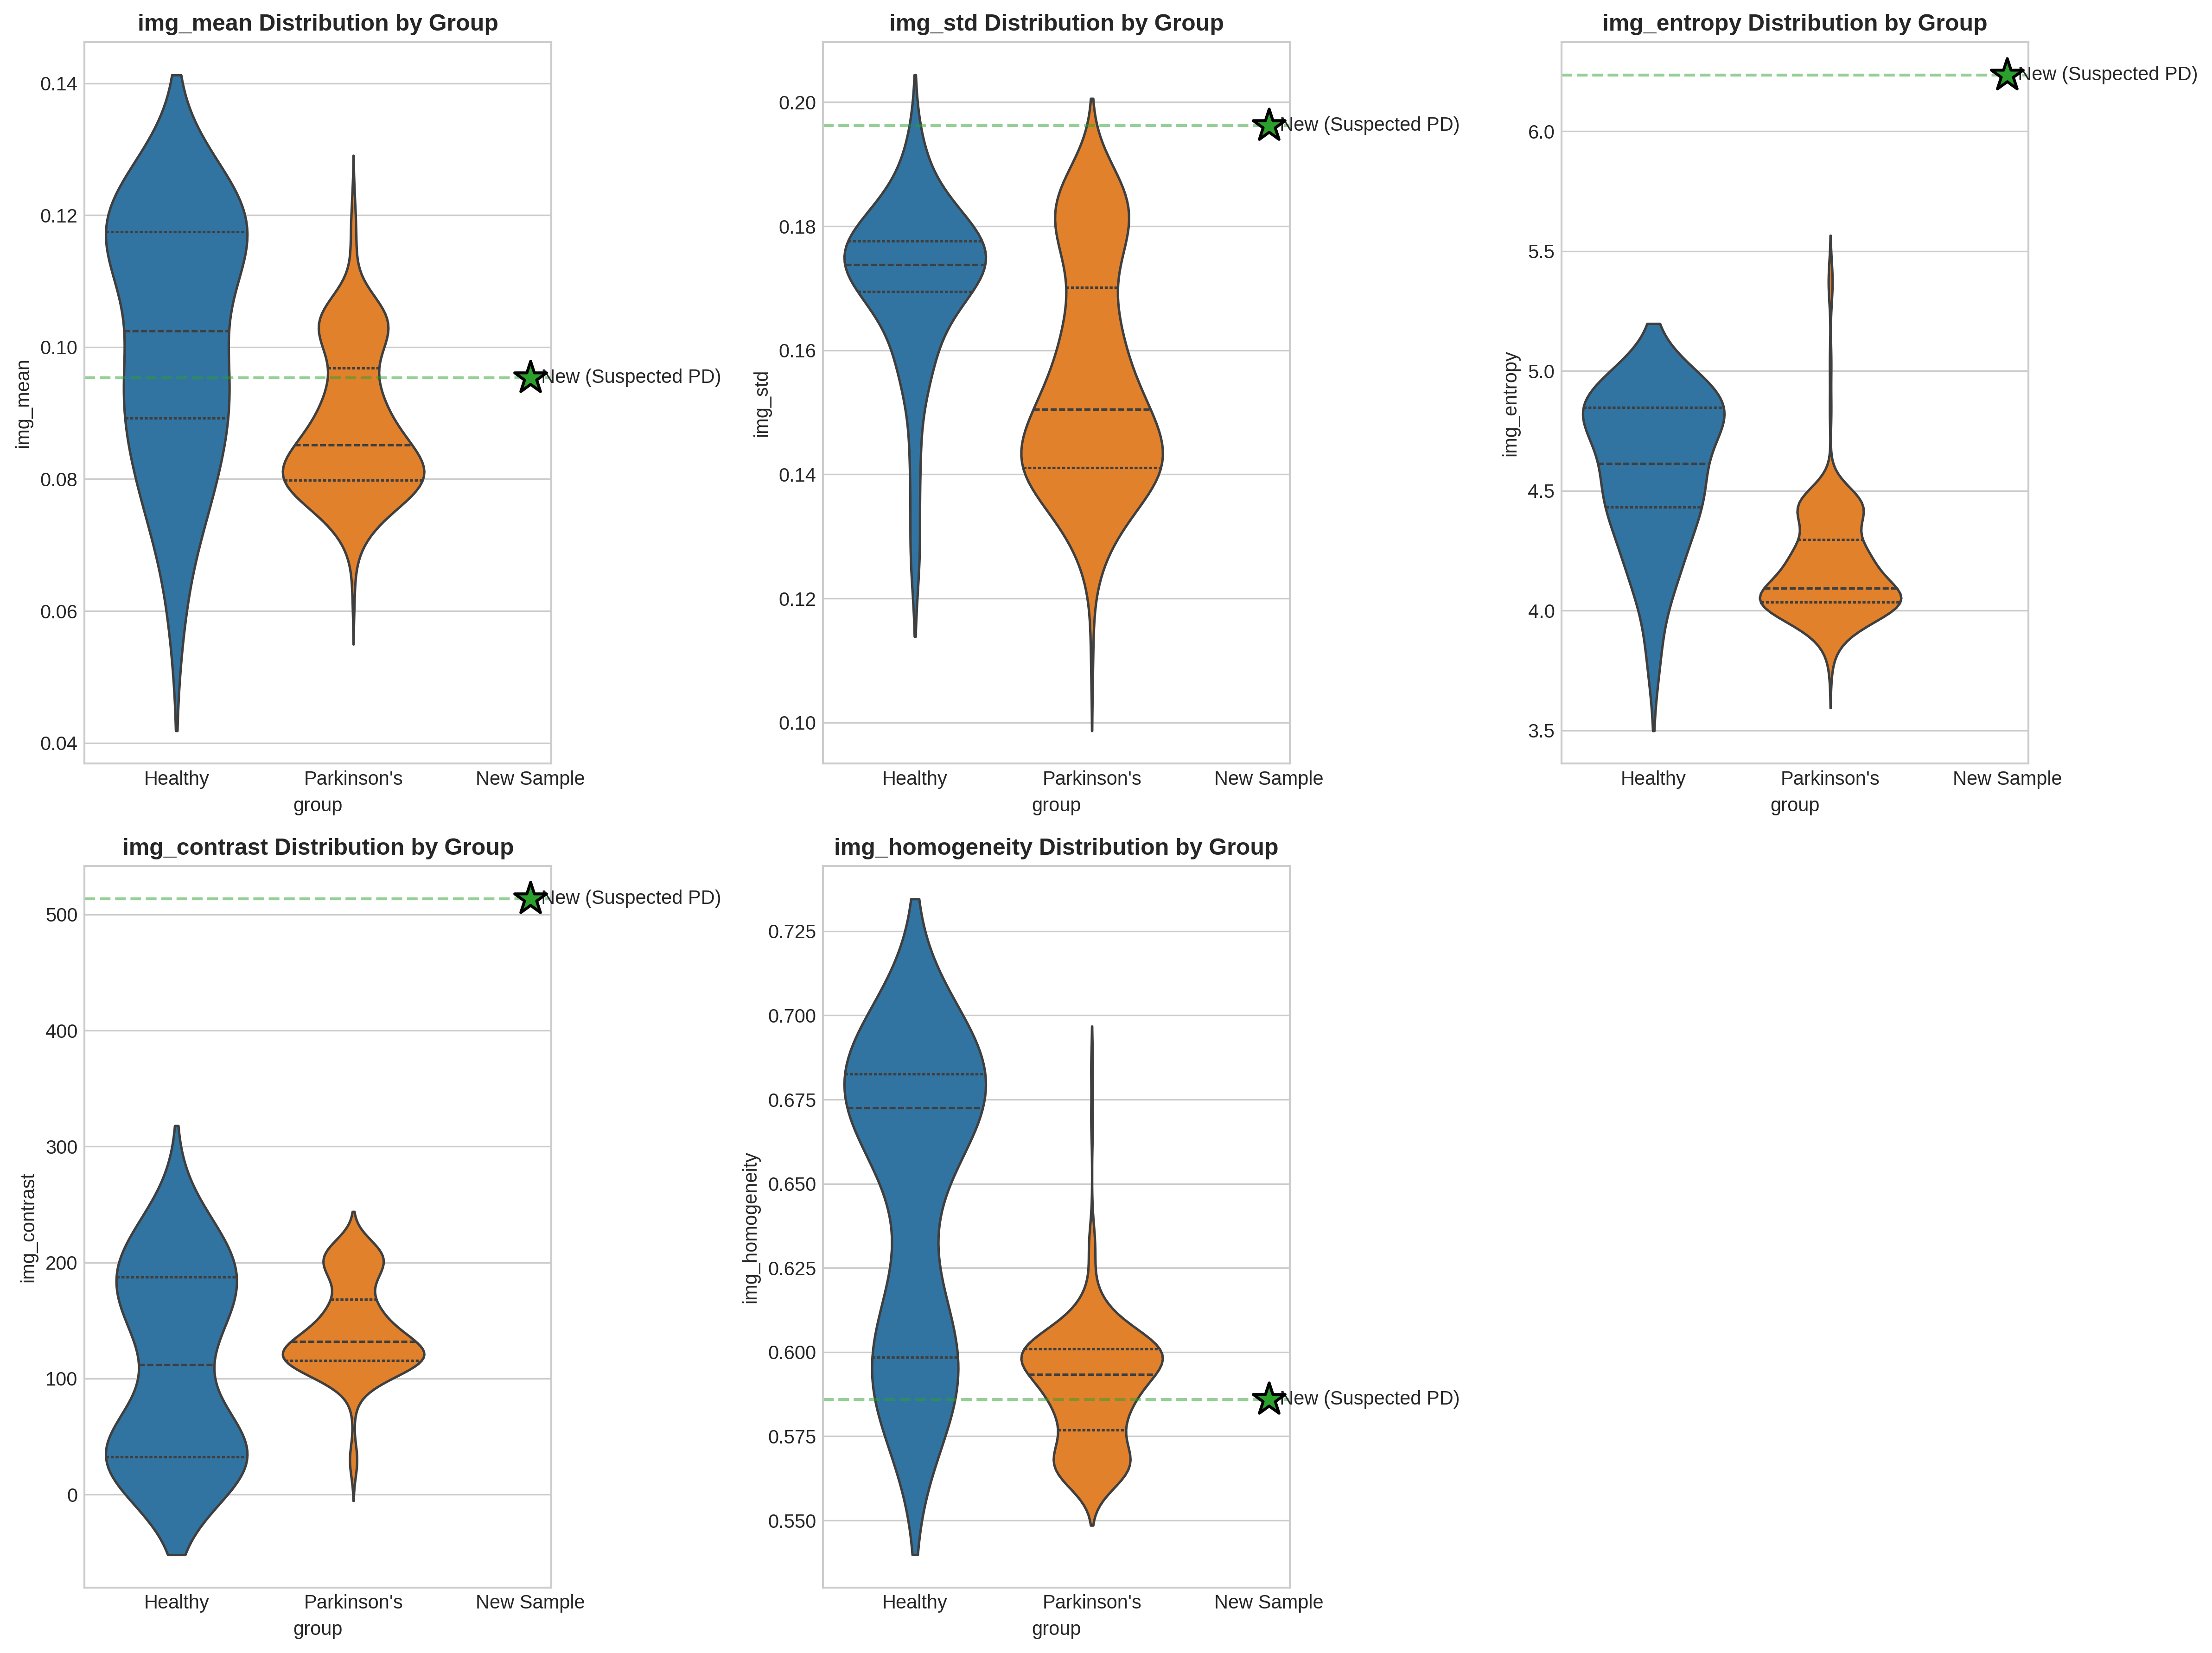 img_mean Distribution by Group
img_mean
0.14
0.12
0.10
0.08
0.06
0.04
New (Suspected PD)
Healthy
Parkinson's
New Sample
group
img_std Distribution by Group
img_std
0.20
0.18
0.16
0.14
0.12
0.10
New (Suspected PD)
Healthy
Parkinson's
New Sample
group
img_entropy Distribution by Group
img_entropy
6.0
5.5
5.0
4.5
4.0
3.5
New (Suspected PD)
Healthy
Parkinson's
New Sample
group
img_contrast Distribution by Group
img_contrast
500
400
300
200
100
0
New (Suspected PD)
Healthy
Parkinson's
New Sample
group
img_homogeneity Distribution by Group
img_homogeneity
0.725
0.700
0.675
0.650
0.625
0.600
0.575
0.550
New (Suspected PD)
Healthy
Parkinson's
New Sample
group